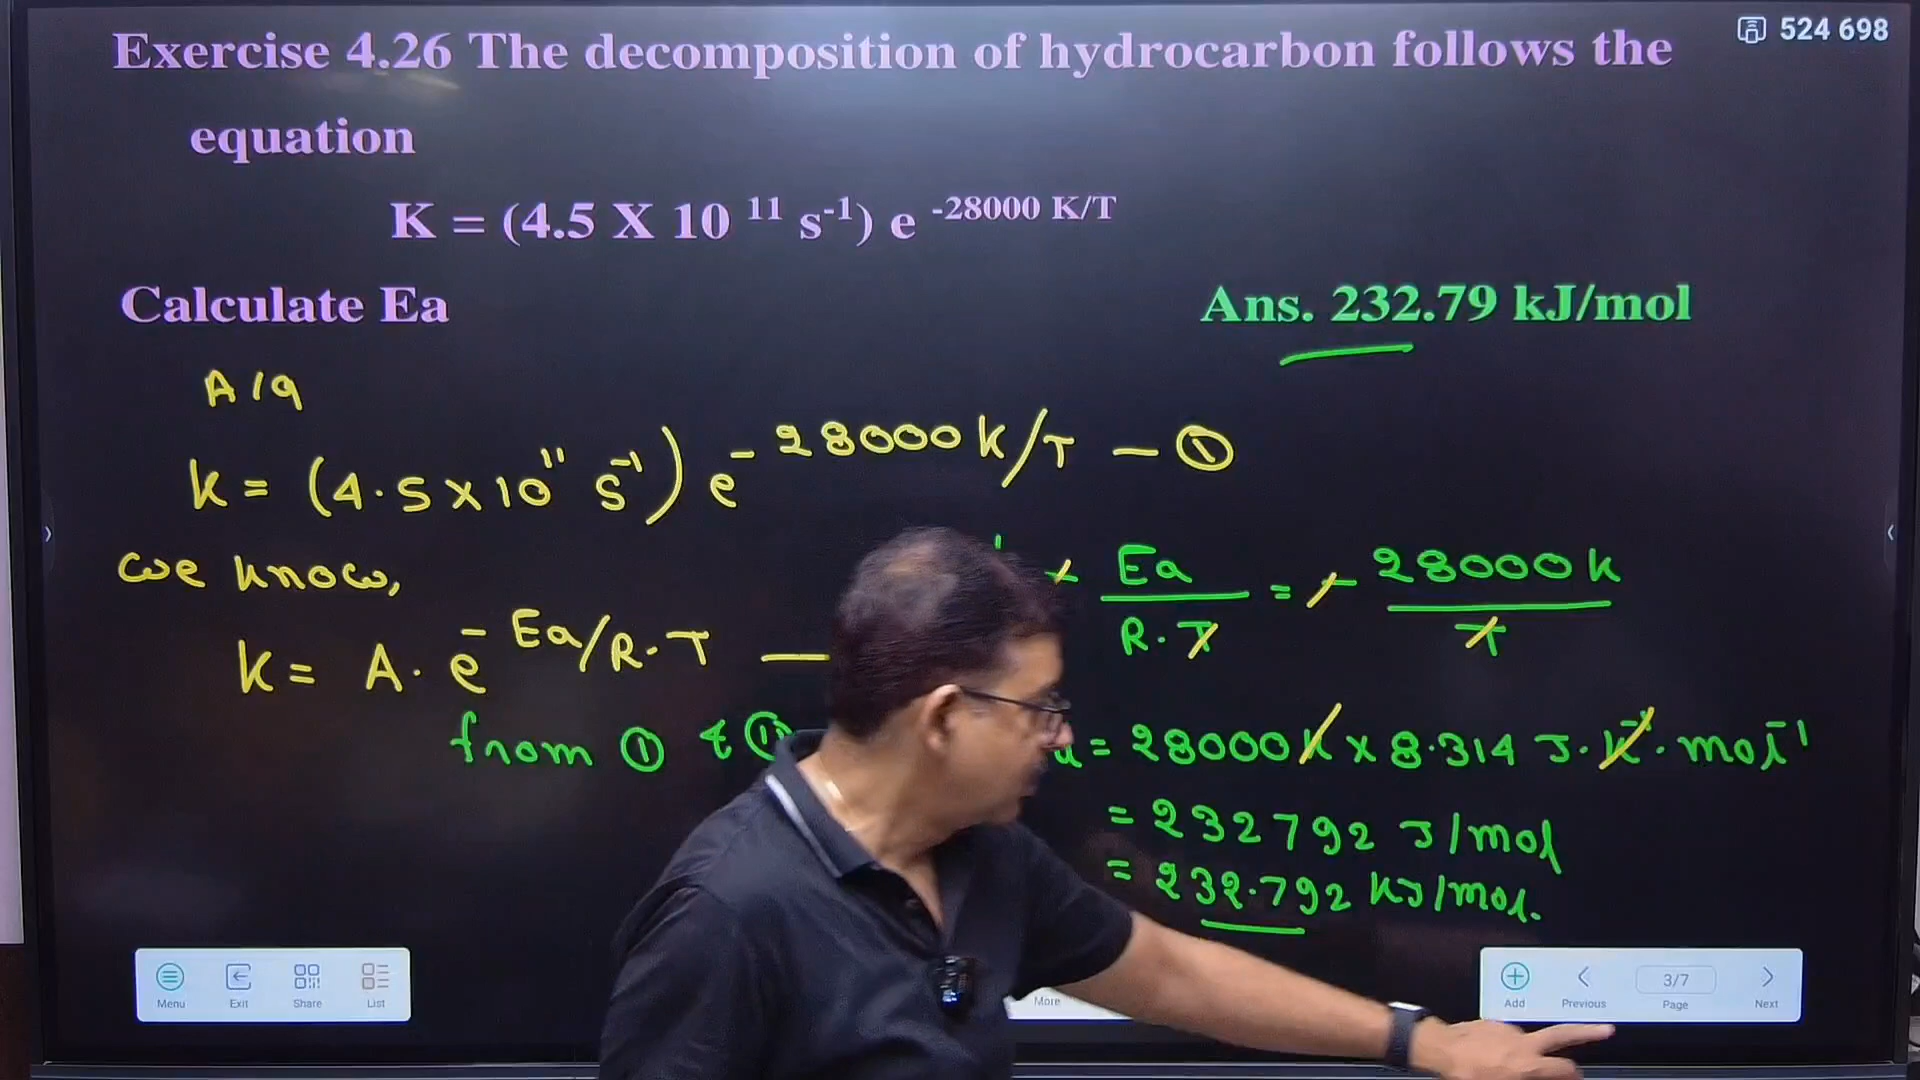 524 698
Exercise 4.26 The decomposition of hydrocarbon follows the
equation
K = (4.5 X 10 ¹¹ s⁻¹) e ⁻²⁸⁰⁰⁰ ᴷ/ᵀ
Calculate Ea
Ans. 232.79 kJ/mol
A/q
K = (4.5 × 10¹¹ s⁻¹) e⁻ ²⁸⁰⁰⁰ ᴷ/ᵀ — ①
we know,
K = A. e⁻ ᴱᵃ/ᴿ·ᵀ —
from ① &
- Ea / R.T = - 28000 K / T
= 28000 K × 8.314 J. K⁻¹. mol⁻¹
= 232792 J/mol
= 232.792 KJ/mol.
Menu
Exit
Share
List
More
Add
Previous
3/7
Page
Next